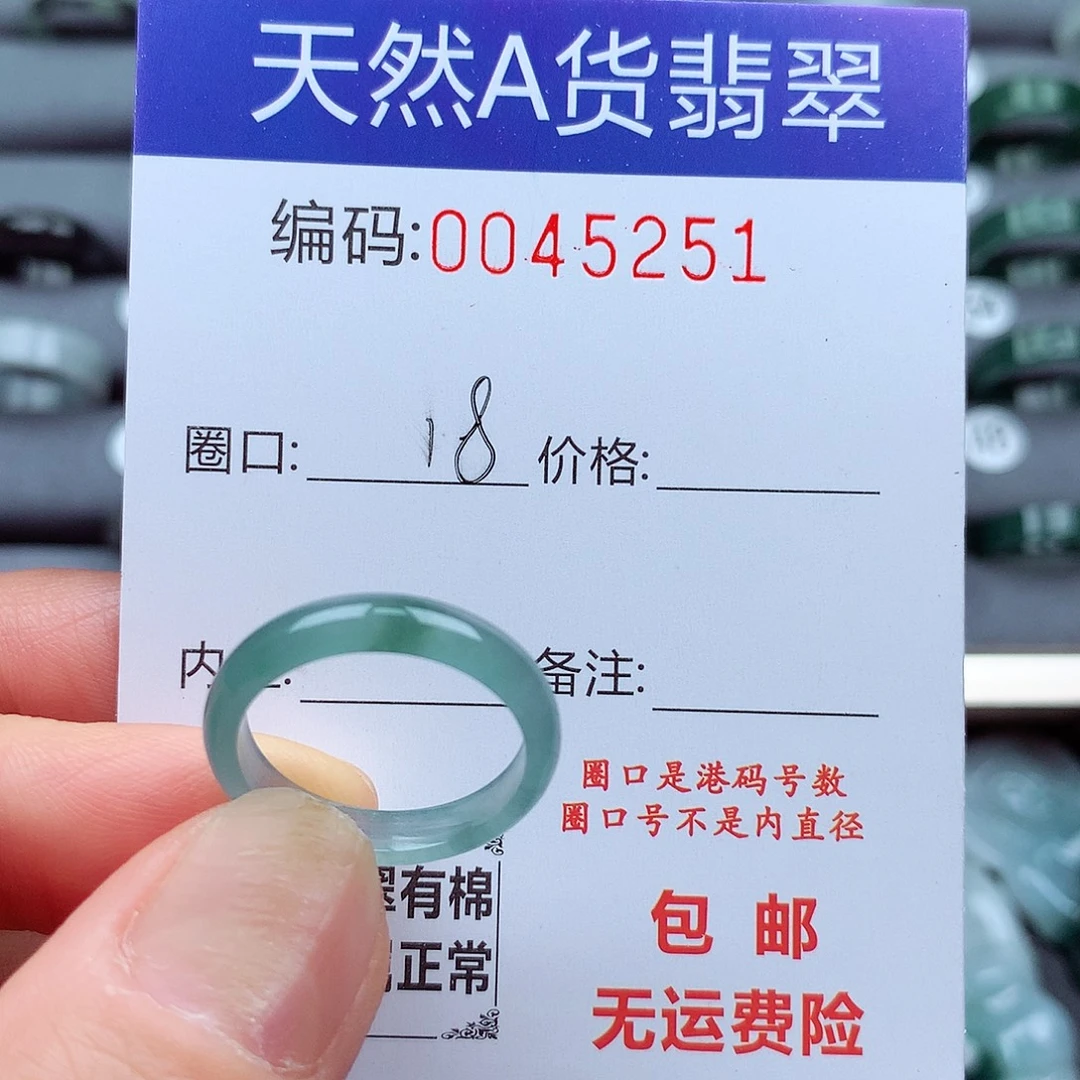 天然A货翡翠
编码:0045251
圈口: 18 价格:
内 备注:
圈口是港码号数
圈口号不是内直径
有棉
正常
包邮
无运费险